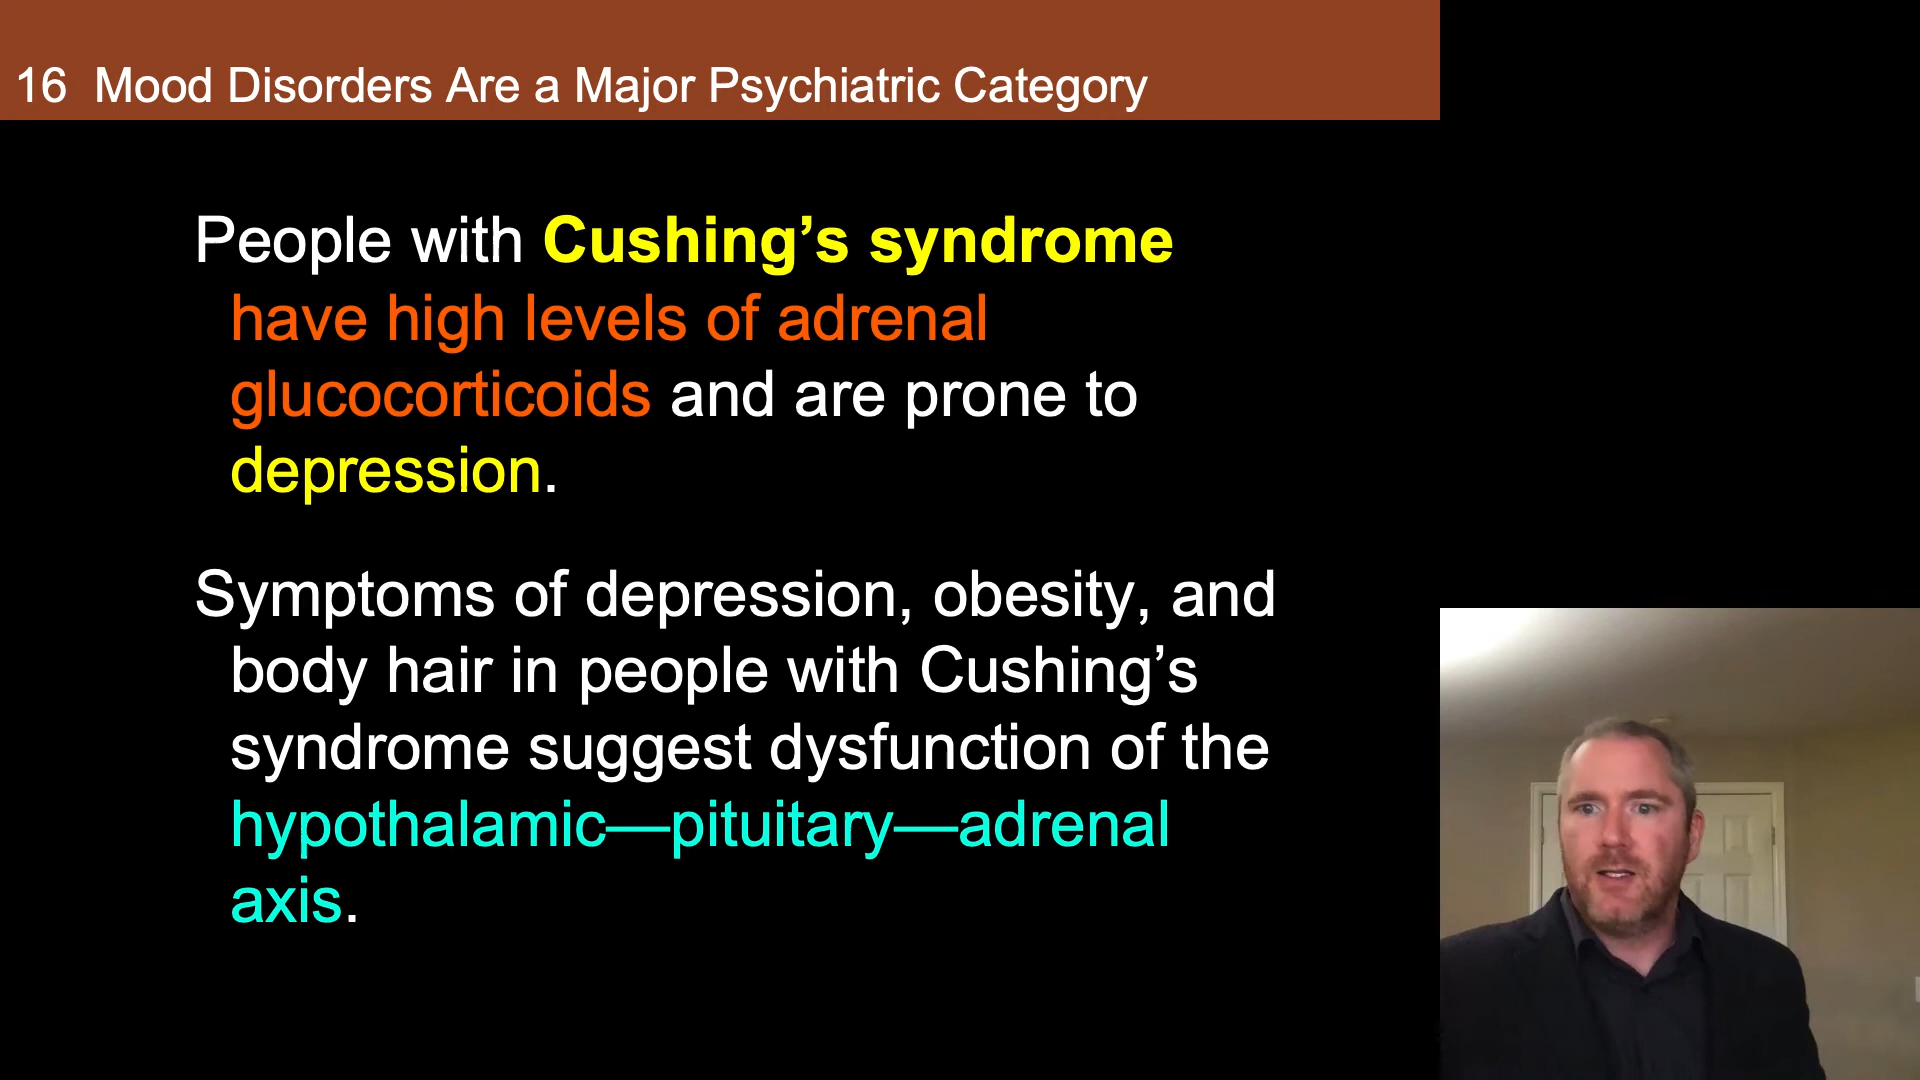 16 Mood Disorders Are a Major Psychiatric Category
People with Cushing’s syndrome
have high levels of adrenal
glucocorticoids and are prone to
depression.
Symptoms of depression, obesity, and
body hair in people with Cushing’s
syndrome suggest dysfunction of the
hypothalamic—pituitary—adrenal
axis.